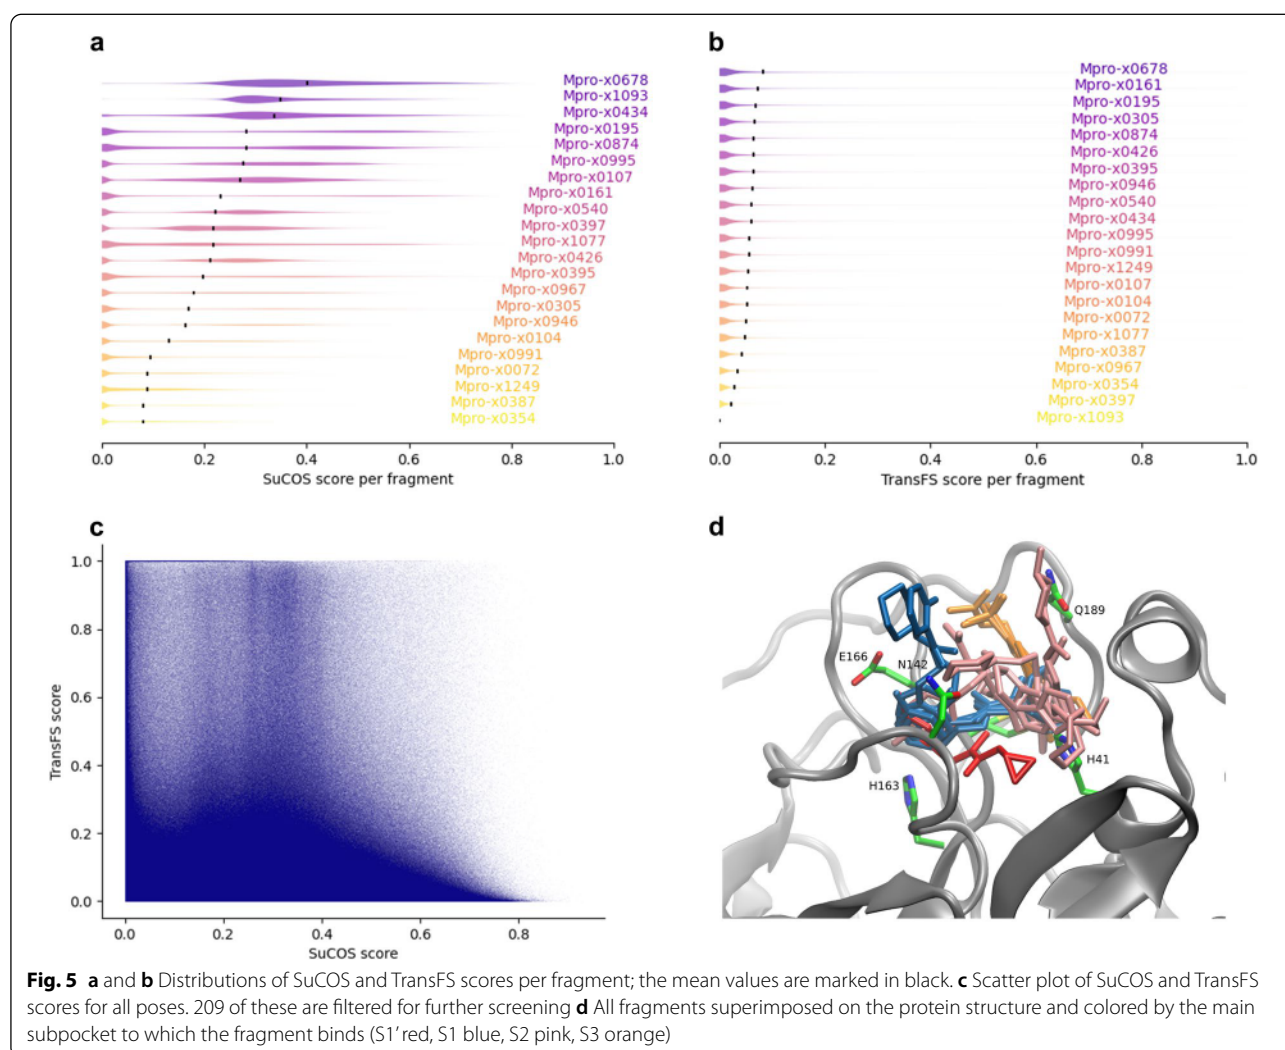 a
Mpro-x0678
Mpro-x1093
Mpro-x0434
Mpro-x0195
Mpro-x0874
Mpro-x0995
Mpro-x0107
Mpro-x0161
Mpro-x0540
Mpro-x0397
Mpro-x1077
Mpro-x0426
Mpro-x0395
Mpro-x0967
Mpro-x0305
Mpro-x0946
Mpro-x0104
Mpro-x0991
Mpro-x0072
Mpro-x1249
Mpro-x0387
Mpro-x0354
0.0 0.2 0.4 0.6 0.8 1.0
SuCOS score per fragment
b
Mpro-x0678
Mpro-x0161
Mpro-x0195
Mpro-x0305
Mpro-x0874
Mpro-x0426
Mpro-x0395
Mpro-x0946
Mpro-x0540
Mpro-x0434
Mpro-x0995
Mpro-x0991
Mpro-x1249
Mpro-x0107
Mpro-x0104
Mpro-x0072
Mpro-x1077
Mpro-x0387
Mpro-x0967
Mpro-x0354
Mpro-x0397
Mpro-x1093
0.0 0.2 0.4 0.6 0.8 1.0
TransFS score per fragment
c
TransFS score
1.0
0.8
0.6
0.4
0.2
0.0
0.0 0.2 0.4 0.6 0.8
SuCOS score
d
Q189
E166
N142
H41
H163
Fig. 5 a and b Distributions of SuCOS and TransFS scores per fragment; the mean values are marked in black. c Scatter plot of SuCOS and TransFS
scores for all poses. 209 of these are filtered for further screening d All fragments superimposed on the protein structure and colored by the main
subpocket to which the fragment binds (S1′ red, S1 blue, S2 pink, S3 orange)